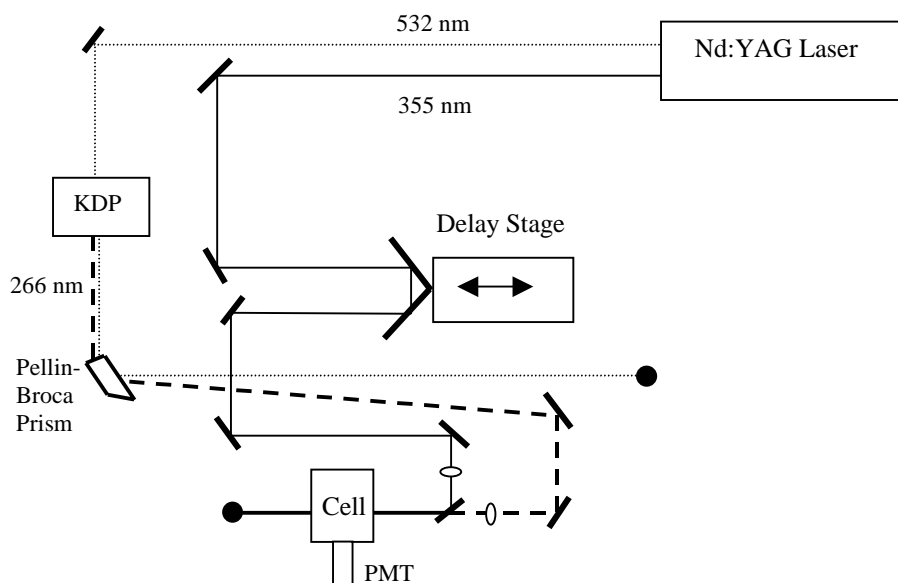 532 nm
Nd:YAG Laser
355 nm
KDP
Delay Stage
266 nm
Pellin-
Broca
Prism
Cell
PMT